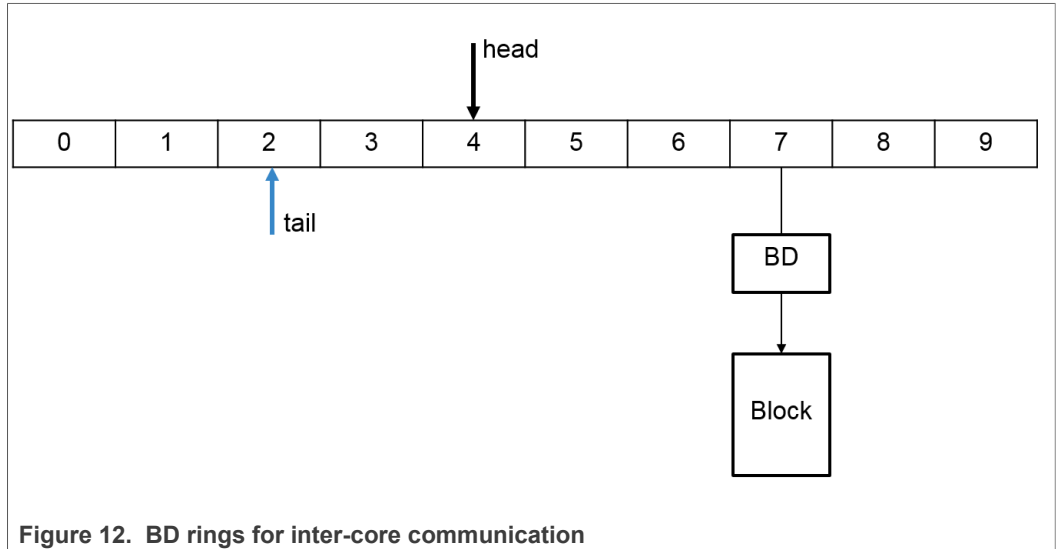 head
0 1 2 3 4 5 6 7 8 9
tail
BD
Block
Figure 12. BD rings for inter-core communication